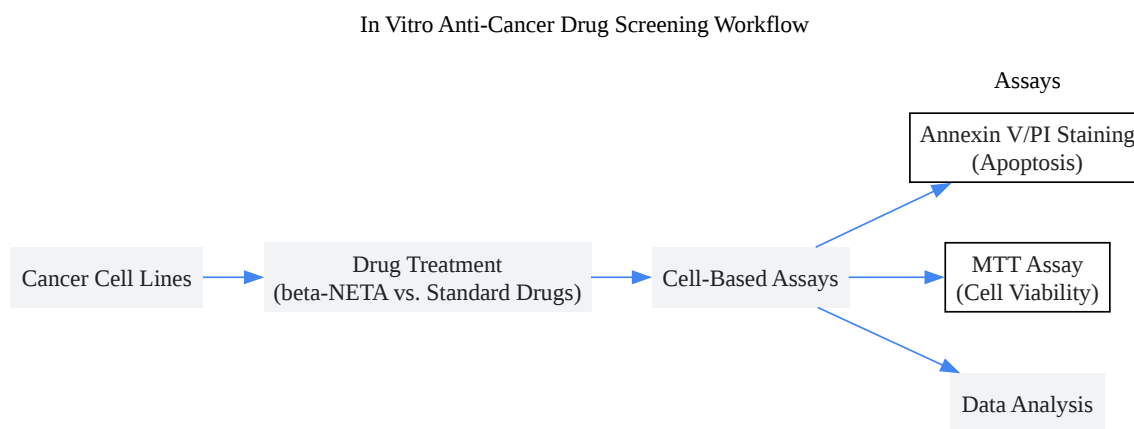 In Vitro Anti-Cancer Drug Screening Workflow
Assays
Annexin V/PI Staining
(Apoptosis)
Cancer Cell Lines
Drug Treatment
(beta-NETA vs. Standard Drugs)
Cell-Based Assays
MTT Assay
(Cell Viability)
Data Analysis